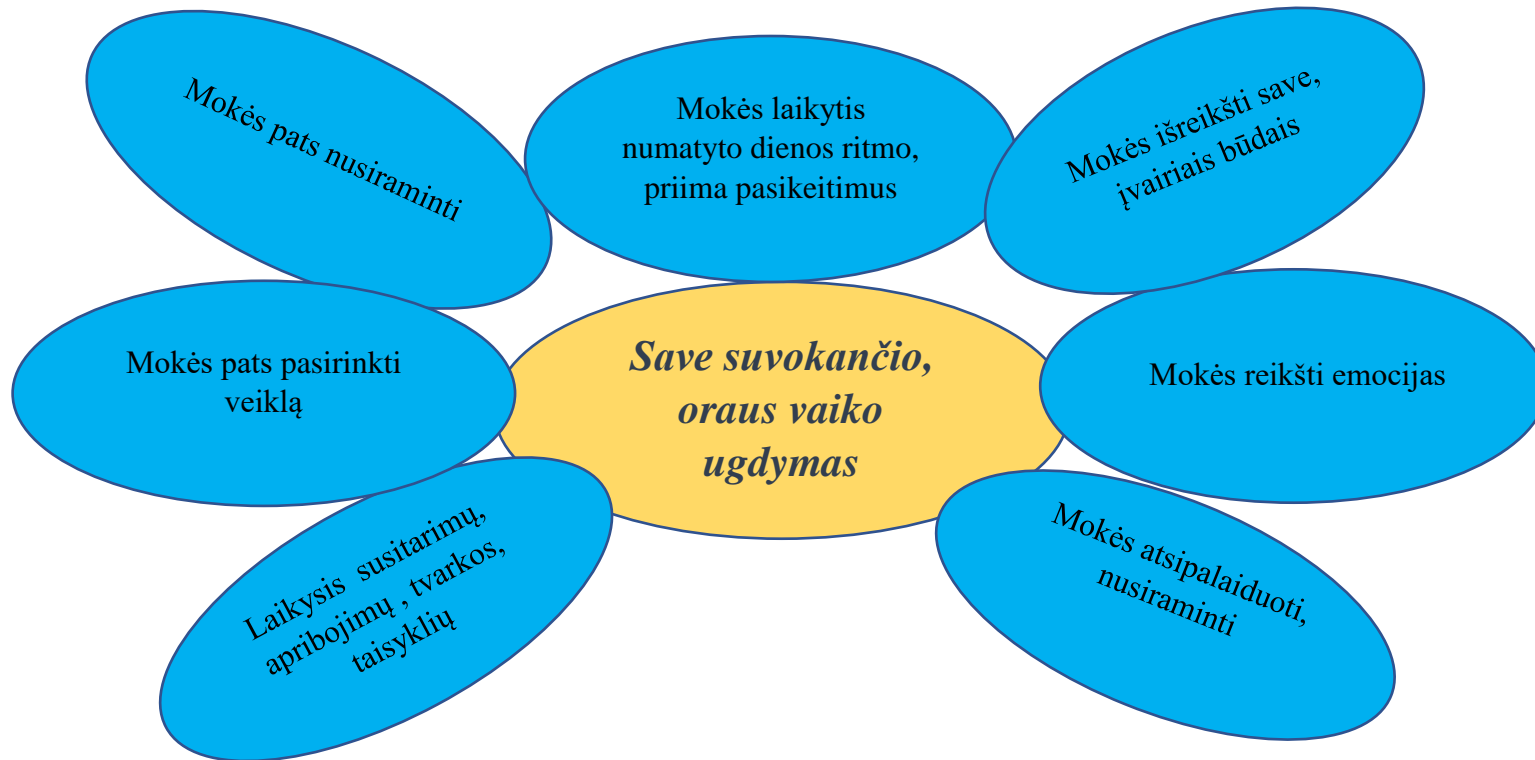 Mokės pats nusiraminti
Mokės laikytis
numatyto dienos ritmo,
priima pasikeitimus
Mokės išreikšti save,
įvairiais būdais
Mokės pats pasirinkti
veiklą
Save suvokančio,
oraus vaiko
ugdymas
Mokės reikšti emocijas
Laikysis susitarimų,
apribojimų , tvarkos,
taisyklių
Mokės atsipalaiduoti,
nusiraminti